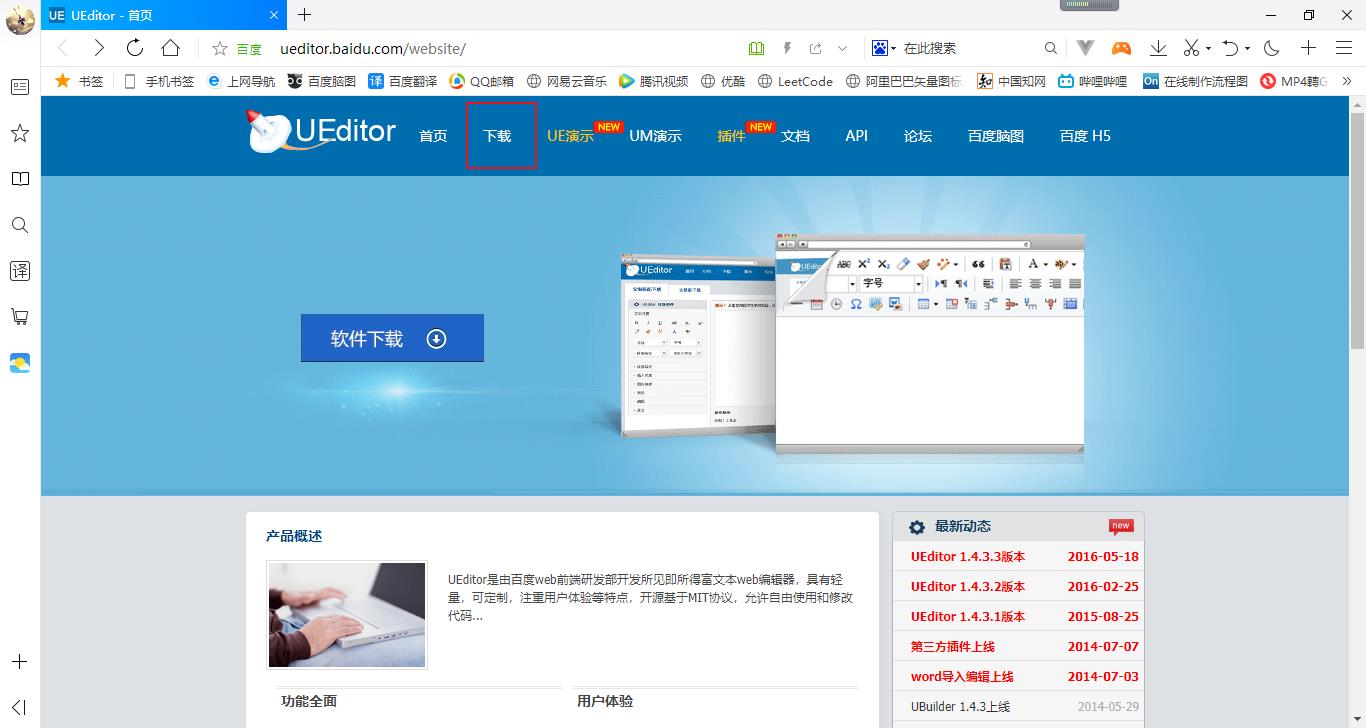 UE UEditor - 首页
百度 ueditor.baidu.com/website/ 在此搜索
书签 手机书签 上网导航 百度脑图 译 百度翻译 QQ邮箱 网易云音乐 腾讯视频 优酷 LeetCode 阿里巴巴矢量图标 中国知网 哔哩哔哩 On 在线制作流程图 MP4轉G
译
UEditor 首页 下载 UE演示 NEW UM演示 插件 NEW 文档 API 论坛 百度脑图 百度 H5
软件下载
UEditor
UEditor
ABC X² X₂ A
字号
产品概述
UEditor是由百度web前端研发部开发所见即所得富文本web编辑器，具有轻
量，可定制，注重用户体验等特点，开源基于MIT协议，允许自由使用和修改
代码...
功能全面 用户体验
最新动态 new
UEditor 1.4.3.3版本 2016-05-18
UEditor 1.4.3.2版本 2016-02-25
UEditor 1.4.3.1版本 2015-08-25
第三方插件上线 2014-07-07
word导入编辑上线 2014-07-03
UBuilder 1.4.3上线 2014-05-29